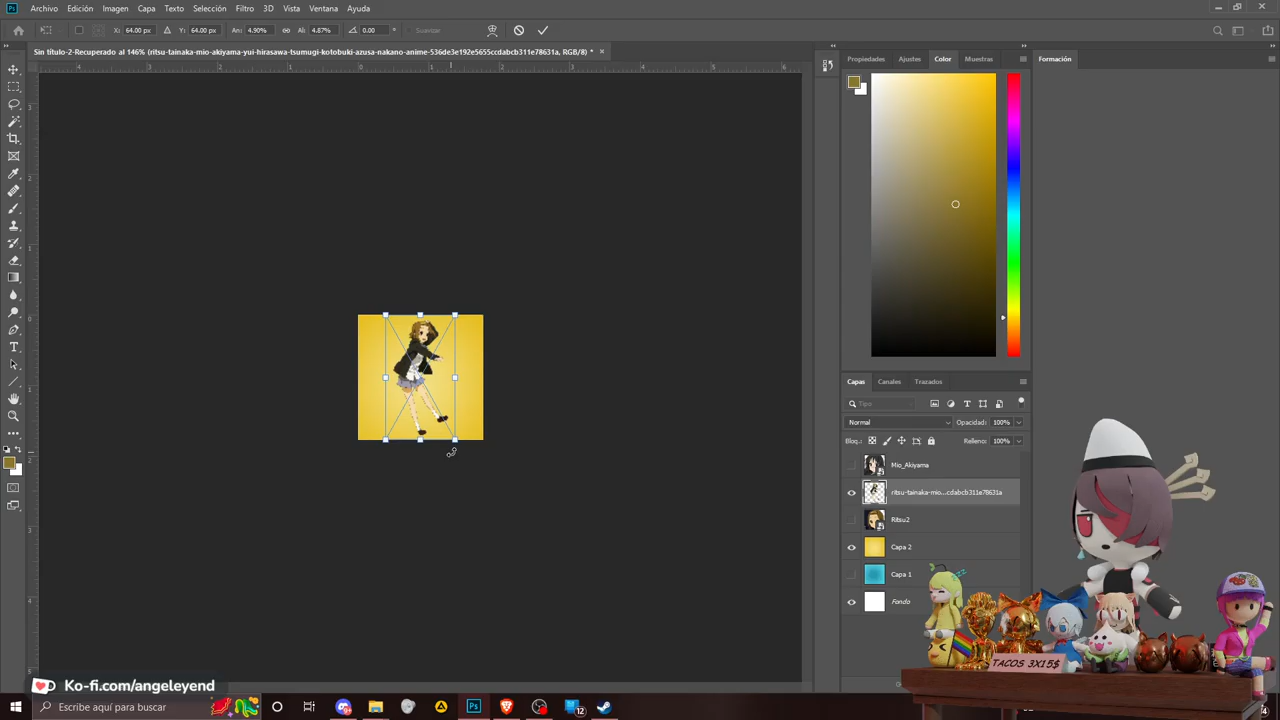 Archivo Edición Imagen Capa Texto Selección Filtro 3D Vista Ventana Ayuda
X: 64.00 px Y: 64.00 px An: 4.90% Al: 4.87% 0.00 ° Suavizar
Sin título-2-Recuperado al 146% (ritsu-tainaka-mio-akiyama-yui-hirasawa-tsumugi-kotobuki-azusa-nakano-anime-536de3e192e5655ccdabcb311e78631a, RGB/8) *
Propiedades Ajustes Color Muestras Formación
Capas Canales Trazados
Tipo
Normal Opacidad: 100%
Bloq.: Relleno: 100%
Mio_Akiyama
ritsu-tainaka-mio...cdabcb311e78631a
Ritsu2
Capa 2
Capa 1
Fondo
TACOS 3X15$
Ko-fi.com/angeleyend
Escribe aquí para buscar